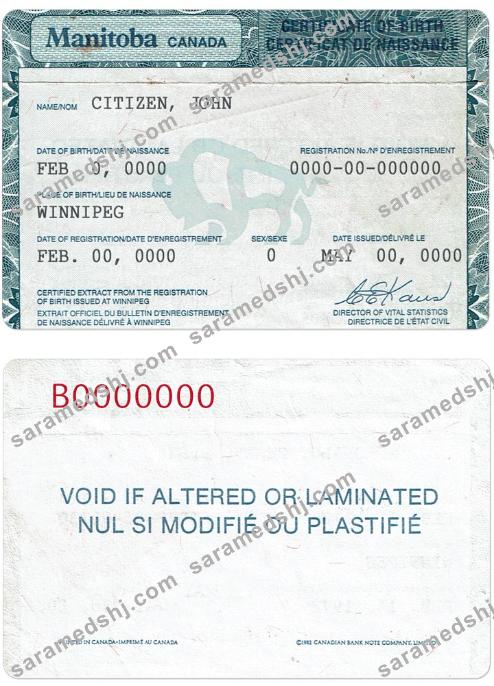 Manitoba CANADA
CERTIFICATE OF BIRTH
CERTIFICAT DE NAISSANCE
NAME/NOM CITIZEN, JOHN
DATE OF BIRTH/DATE DE NAISSANCE REGISTRATION No./Nº D'ENREGISTREMENT
FEB 0, 0000 0000-00-000000
PLACE OF BIRTH/LIEU DE NAISSANCE
WINNIPEG
DATE OF REGISTRATION/DATE D'ENREGISTREMENT SEX/SEXE DATE ISSUED/DÉLIVRÉ LE
FEB. 00, 0000 0 MAY 00, 0000
CERTIFIED EXTRACT FROM THE REGISTRATION
OF BIRTH ISSUED AT WINNIPEG
EXTRAIT OFFICIEL DU BULLETIN D'ENREGISTREMENT
DE NAISSANCE DÉLIVRÉ À WINNIPEG
DIRECTOR OF VITAL STATISTICS
DIRECTRICE DE L'ÉTAT CIVIL
saramedshj.com
saramedshj.com
saramedshj.com
saramedshj.com
B0000000
VOID IF ALTERED OR LAMINATED
NUL SI MODIFIÉ OU PLASTIFIÉ
PRINTED IN CANADA-IMPRIMÉ AU CANADA ©1982 CANADIAN BANK NOTE COMPANY, LIMITED
saramedshj.com
saramedshj.com
saramedshj.com
saramedshj.com